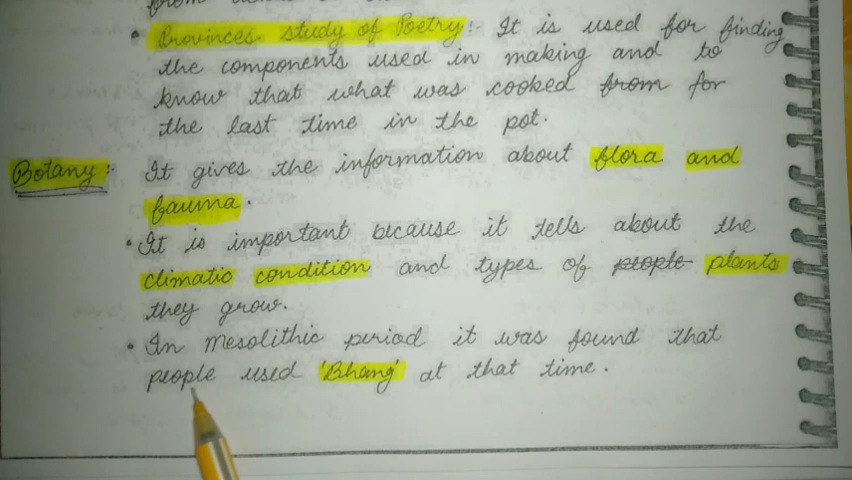 • Provinces study of Poetry:- It is used for finding
the components used in making and to
know that what was cooked from for
the last time in the pot.
Botany:- It gives the information about flora and
fauma.
• It is important because it tells about the
climatic condition and types of people plants
they grow.
• In Mesolithic period it was found that
people used 'Bhang' at that time.